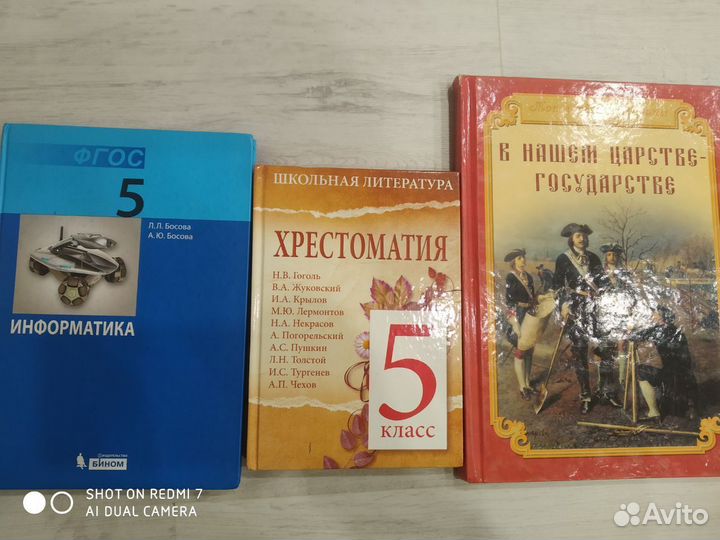 ФГОС
5
Л.Л. Босова
А.Ю. Босова
ИНФОРМАТИКА
Издательство
БИНОМ
ШКОЛЬНАЯ ЛИТЕРАТУРА
ХРЕСТОМАТИЯ
Н.В. Гоголь
В.А. Жуковский
И.А. Крылов
М.Ю. Лермонтов
Н.А. Некрасов
А. Погорельский
А.С. Пушкин
Л.Н. Толстой
И.С. Тургенев
А.П. Чехов
5
КЛАСС
В НАШЕМ ЦАРСТВЕ-
ГОСУДАРСТВЕ
SHOT ON REDMI 7
AI DUAL CAMERA
Avito